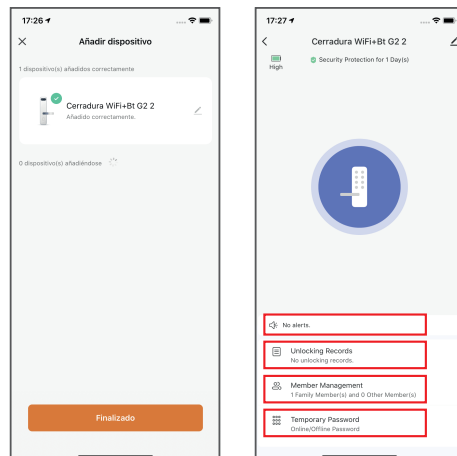 17:26
Añadir dispositivo
1 dispositivo(s) añadidos correctamente
Cerradura WiFi+Bt G2 2
Añadido correctamente.
0 dispositivo(s) añadiéndose
Finalizado
17:27
Cerradura WiFi+Bt G2 2
High
Security Protection for 1 Day(s)
No alerts.
Unlocking Records
No unlocking records.
Member Management
1 Family Member(s) and 0 Other Member(s)
Temporary Password
Online/Offline Password